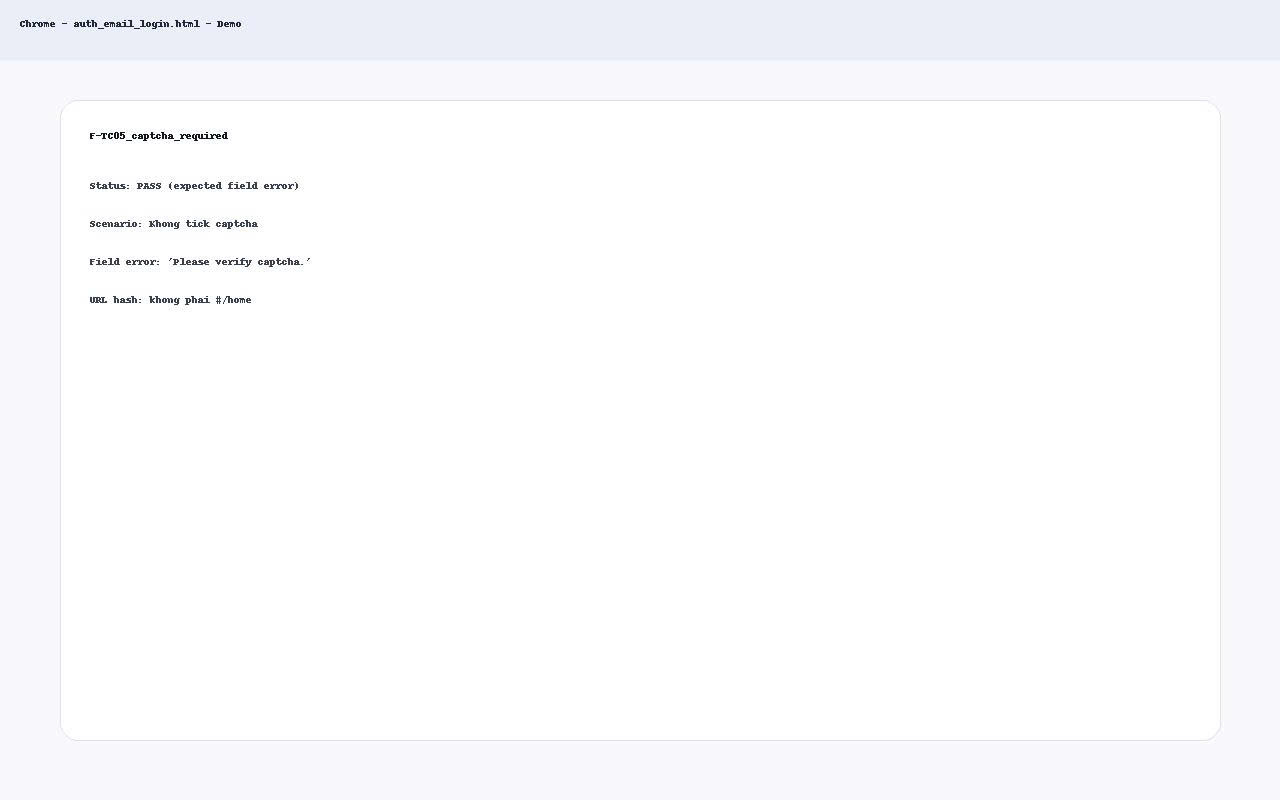 Chrome - auth_email_login.html - Demo
F-TC05_captcha_required
Status: PASS (expected field error)
Scenario: Khong tick captcha
Field error: 'Please verify captcha.'
URL hash: khong phai #/home